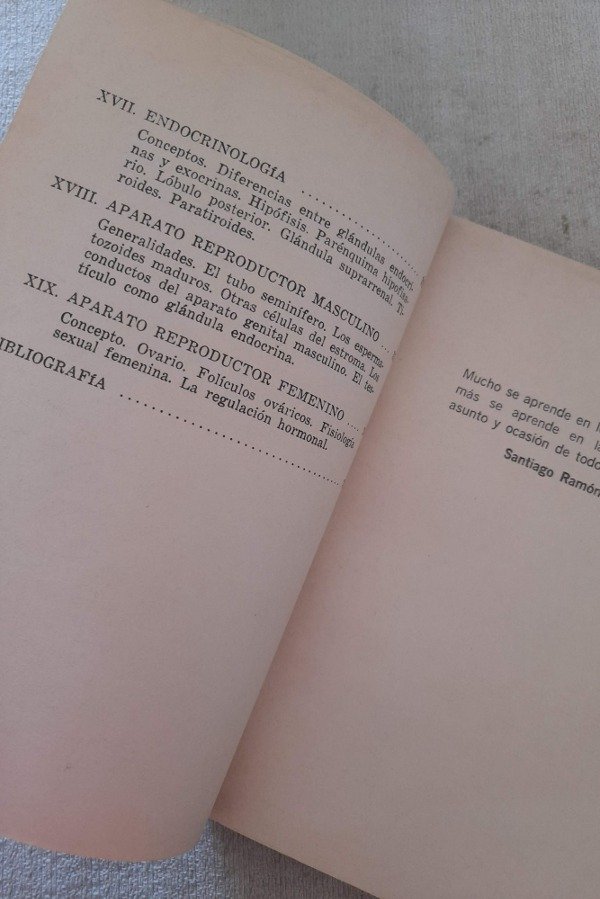 XVII. ENDOCRINOLOGÍA ..................
Conceptos. Diferencias entre glándulas endocri-
nas y exocrinas. Hipófisis. Parénquima hipofisa-
rio. Lóbulo posterior. Glándula suprarrenal. Ti-
roides. Paratiroides.
XVIII. APARATO REPRODUCTOR MASCULINO ...
Generalidades. El tubo seminífero. Los esperma-
tozoides maduros. Otras células del estroma. Los
conductos del aparato genital masculino. El tes-
tículo como glándula endocrina.
XIX. APARATO REPRODUCTOR FEMENINO ....
Concepto. Ovario. Folículos ováricos. Fisiología
sexual femenina. La regulación hormonal.
IBLIOGRAFÍA ..............................
Mucho se aprende en l
más se aprende en la
asunto y ocasión de todo
Santiago Ramón